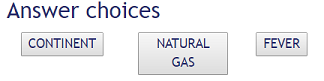 Answer choices
CONTINENT
NATURAL
GAS
FEVER